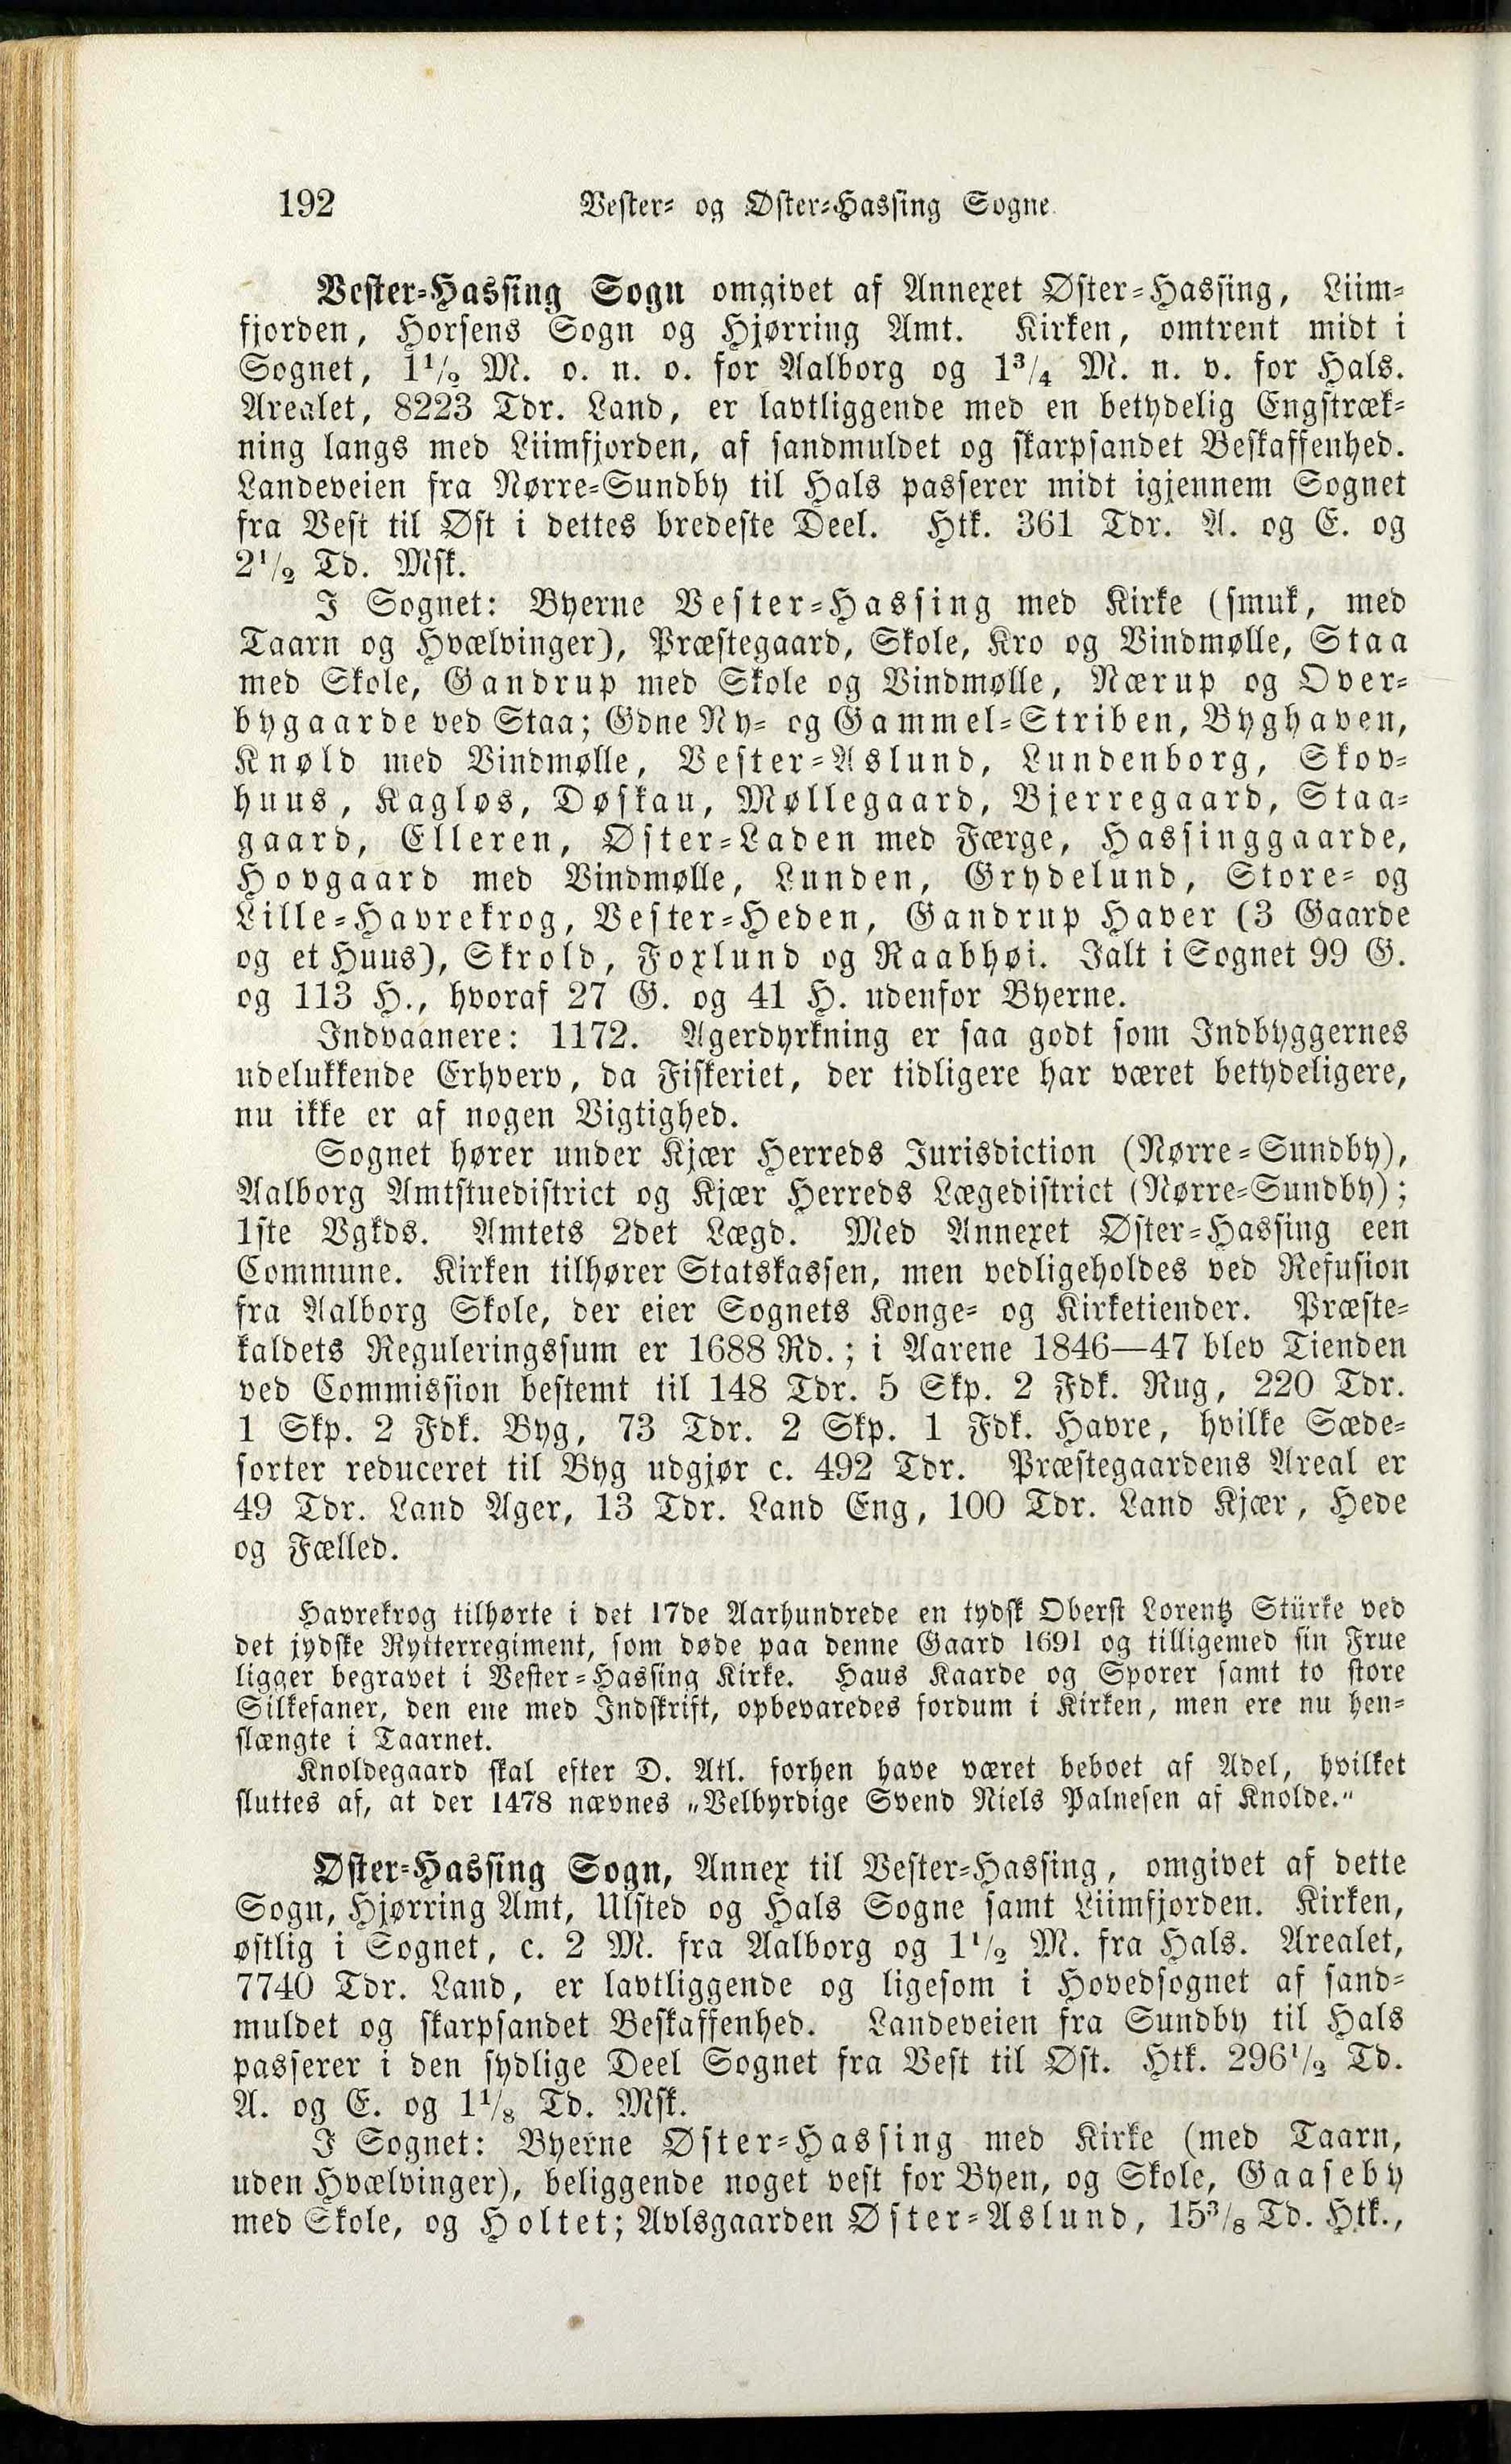 192 Vester= og Øster=Hassing Sogne.
Vester=Hassing Sogn omgivet af Annexet Øster=Hassing, Liim=
fjorden, Horsens Sogn og Hjørring Amt. Kirken, omtrent midt i
Sognet, 1½ M. o. n. o. for Aalborg og 1¾ M. n. v. for Hals.
Arealet, 8223 Tdr. Land, er lavtliggende med en betydelig Engstræk=
ning langs med Liimfjorden, af sandmuldet og skarpsandet Beskaffenhed.
Landeveien fra Nørre=Sundby til Hals passerer midt igjennem Sognet
fra Vest til Øst i dettes bredeste Deel. Htk. 361 Tdr. A. og E. og
2½ Td. Msk.
I Sognet: Byerne Vester=Hassing med Kirke (smuk, med
Taarn og Hvælvinger), Præstegaard, Skole, Kro og Vindmølle, Staa
med Skole, Gandrup med Skole og Vindmølle, Nærup og Over=
bygaarde ved Staa; Gdne Ny= og Gammel=Striben, Byghaven,
Knøld med Vindmølle, Vester=Aslund, Lundenborg, Skov=
huus, Kagløs, Døskau, Møllegaard, Bjerregaard, Staa=
gaard, Elleren, Øster=Laden med Færge, Hassinggaarde,
Hovgaard med Vindmølle, Lunden, Grydelund, Store= og
Lille=Havrekrog, Vester=Heden, Gandrup Haver (3 Gaarde
og et Huus), Skrold, Foxlund og Raabhøi. Ialt i Sognet 99 G.
og 113 H., hvoraf 27 G. og 41 H. udenfor Byerne.
Indvaanere: 1172. Agerdyrkning er saa godt som Indbyggernes
udelukkende Erhverv, da Fiskeriet, der tidligere har været betydeligere,
nu ikke er af nogen Vigtighed.
Sognet hører under Kjær Herreds Jurisdiction (Nørre=Sundby),
Aalborg Amtstuedistrict og Kjær Herreds Lægedistrict (Nørre=Sundby);
1ste Vgkds. Amtets 2det Lægd. Med Annexet Øster=Hassing een
Commune. Kirken tilhører Statskassen, men vedligeholdes ved Refusion
fra Aalborg Skole, der eier Sognets Konge= og Kirketiender. Præste=
kaldets Reguleringssum er 1688 Rd.; i Aarene 1846—47 blev Tienden
ved Commission bestemt til 148 Tdr. 5 Skp. 2 Fdk. Rug, 220 Tdr.
1 Skp. 2 Fdk. Byg, 73 Tdr. 2 Skp. 1 Fdk. Havre, hvilke Sæde=
sorter reduceret til Byg udgjør c. 492 Tdr. Præstegaardens Areal er
49 Tdr. Land Ager, 13 Tdr. Land Eng, 100 Tdr. Land Kjær, Hede
og Fælled.
Havrekrog tilhørte i det 17de Aarhundrede en tydsk Oberst Lorentz Stürke ved
det jydske Rytterregiment, som døde paa denne Gaard 1691 og tilligemed sin Frue
ligger begravet i Vester=Hassing Kirke. Haus Kaarde og Sporer samt to store
Silkefaner, den ene med Indskrift, opbevaredes fordum i Kirken, men ere nu hen=
slængte i Taarnet.
Knoldegaard skal efter D. Atl. forhen have været beboet af Adel, hvilket
sluttes af, at der 1478 nævnes „Velbyrdige Svend Niels Palnesen af Knolde."
Øster=Hassing Sogn, Annex til Vester=Hassing, omgivet af dette
Sogn, Hjørring Amt, Ulsted og Hals Sogne samt Liimfjorden. Kirken,
østlig i Sognet, c. 2 M. fra Aalborg og 1½ M. fra Hals. Arealet,
7740 Tdr. Land, er lavtliggende og ligesom i Hovedsognet af sand=
muldet og skarpsandet Beskaffenhed. Landeveien fra Sundby til Hals
passerer i den sydlige Deel Sognet fra Vest til Øst. Htk. 296½ Td.
A. og E. og 1⅛ Td. Msk.
I Sognet: Byerne Øster=Hassing med Kirke (med Taarn,
uden Hvælvinger), beliggende noget vest for Byen, og Skole, Gaaseby
med Skole, og Holtet; Avlsgaarden Øster=Aslund, 15⅜ Td. Htk.,